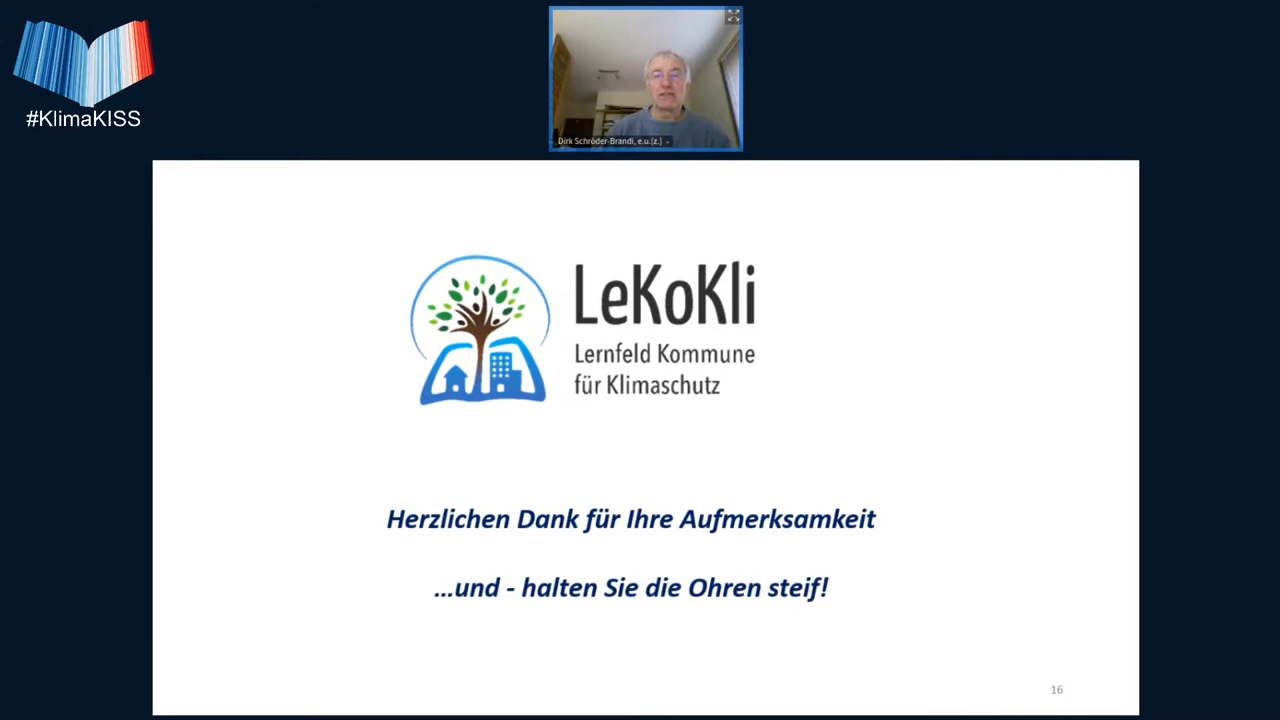 #KlimaKISS
Dirk Schröder-Brandi, e.u.[z.]
LeKoKli
Lernfeld Kommune
für Klimaschutz
Herzlichen Dank für Ihre Aufmerksamkeit
...und - halten Sie die Ohren steif!
16